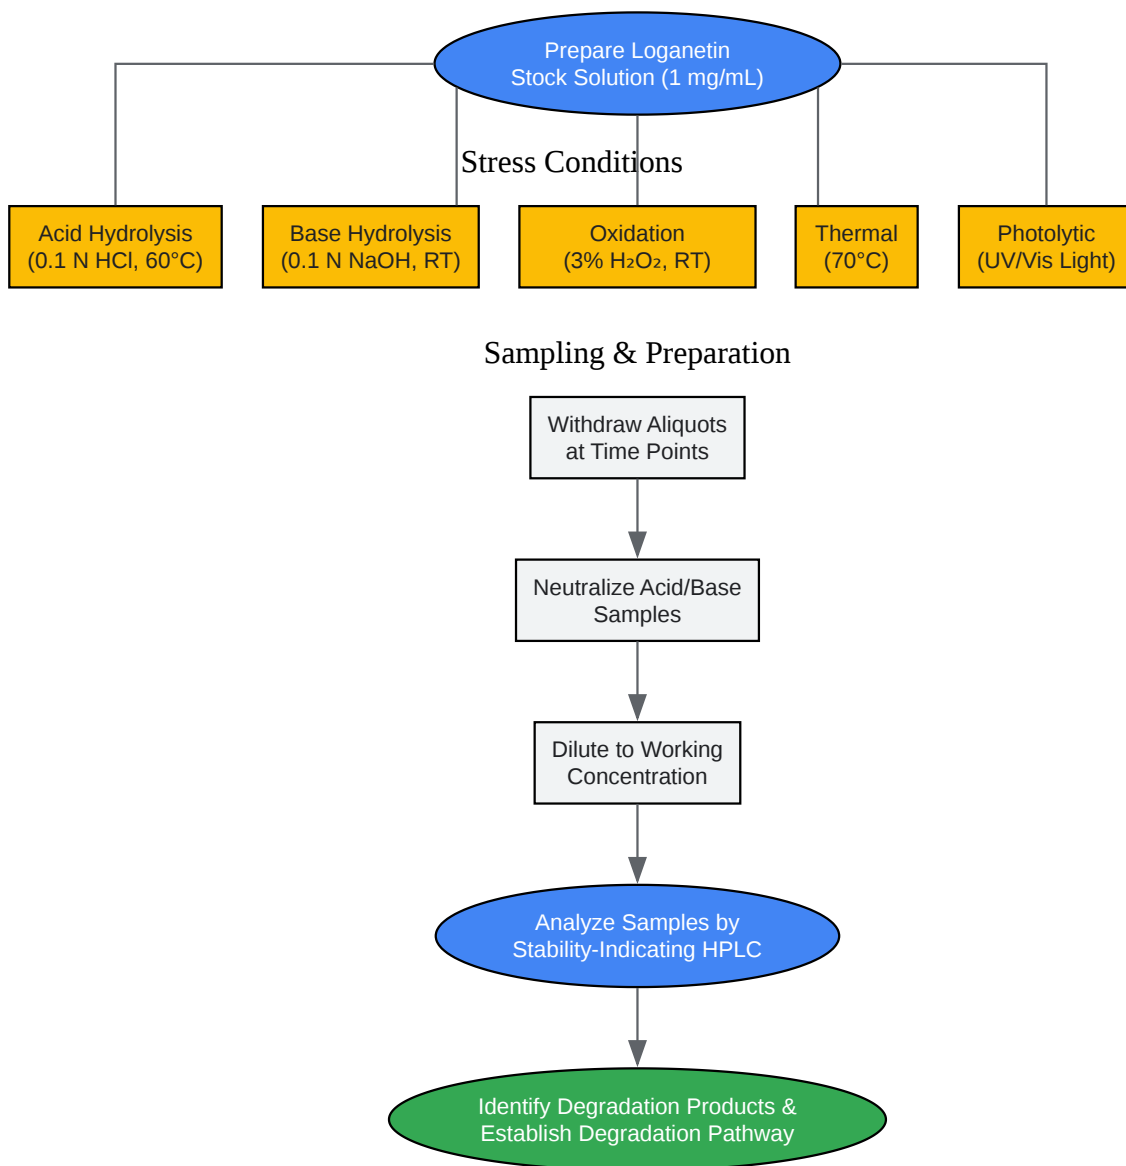 Prepare Loganetin
Stock Solution (1 mg/mL)
Stress Conditions
Acid Hydrolysis
(0.1 N HCl, 60°C)
Base Hydrolysis
(0.1 N NaOH, RT)
Oxidation
(3% H₂O₂, RT)
Thermal
(70°C)
Photolytic
(UV/Vis Light)
Sampling & Preparation
Withdraw Aliquots
at Time Points
Neutralize Acid/Base
Samples
Dilute to Working
Concentration
Analyze Samples by
Stability-Indicating HPLC
Identify Degradation Products &
Establish Degradation Pathway